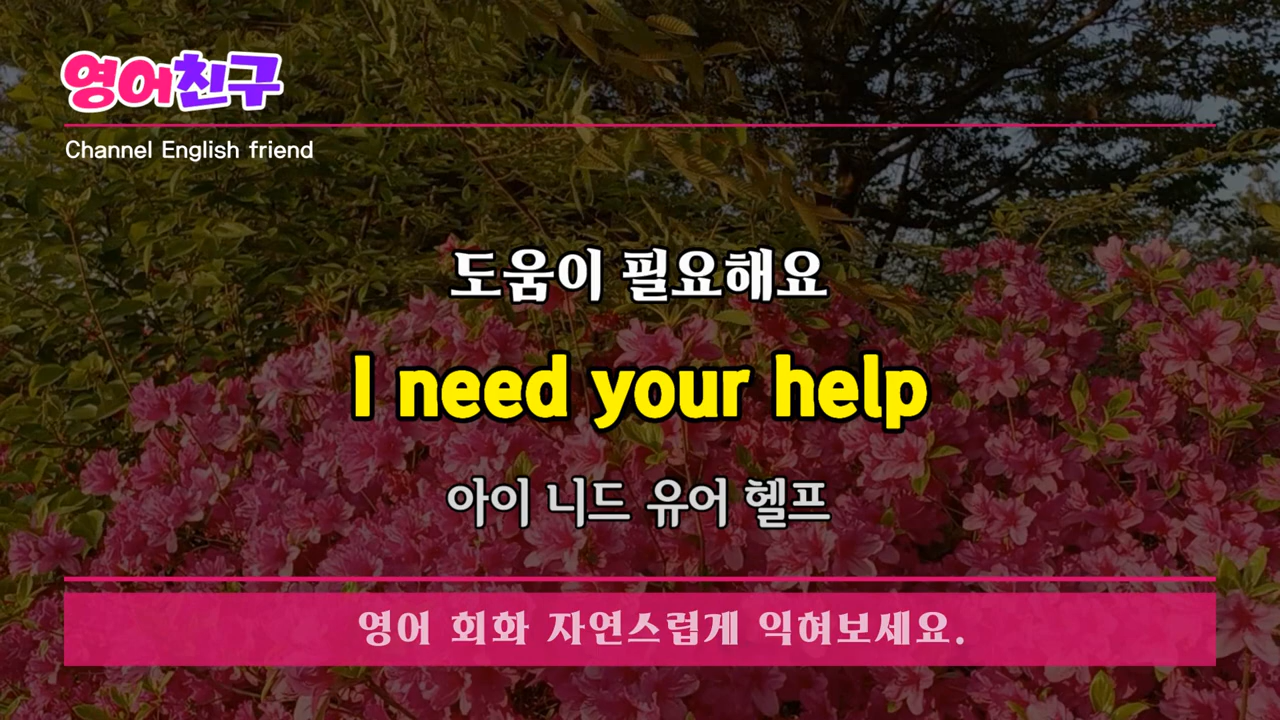 영어친구
Channel English friend
도움이 필요해요
I need your help
아이 니드 유어 헬프
영어 회화 자연스럽게 익혀보세요.